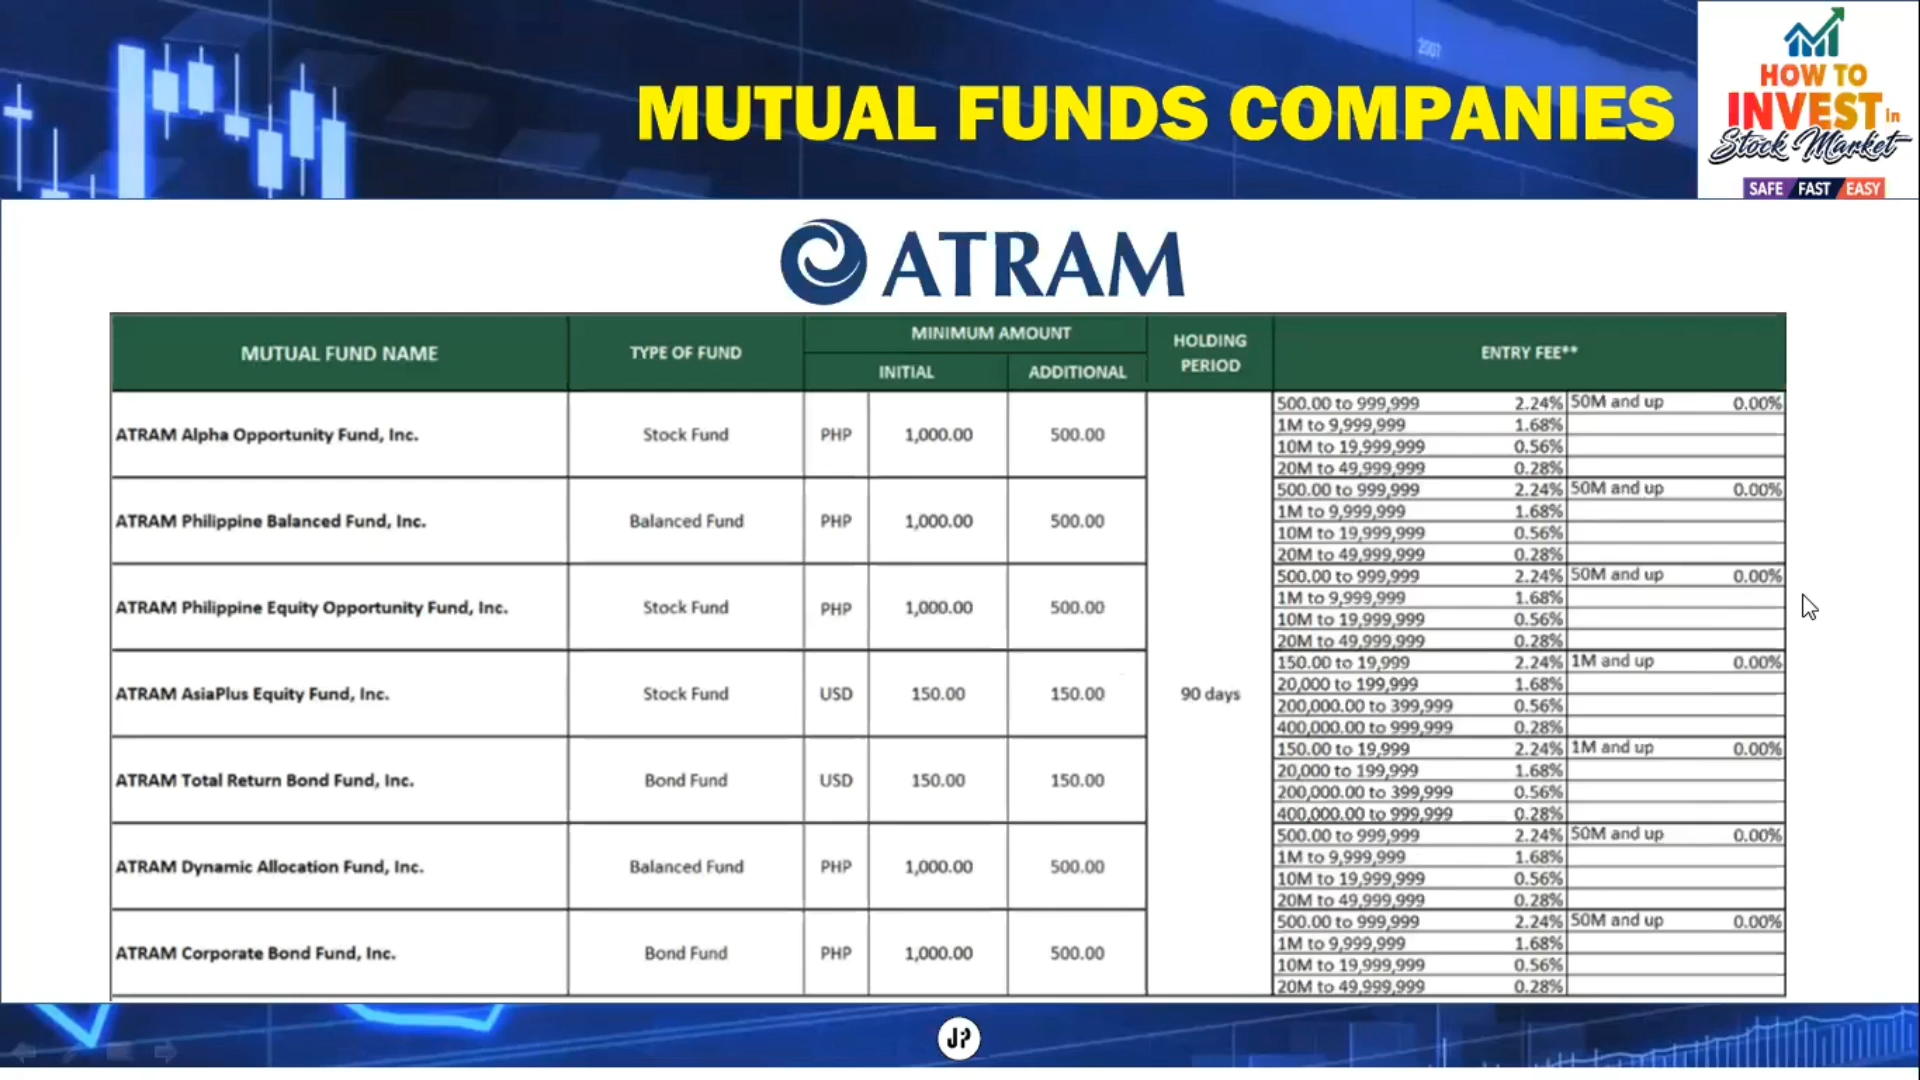 2007
MUTUAL FUNDS COMPANIES
HOW TO
INVEST in
Stock Market
SAFE FAST EASY
ATRAM
MUTUAL FUND NAME TYPE OF FUND MINIMUM AMOUNT HOLDING PERIOD ENTRY FEE**
INITIAL ADDITIONAL
ATRAM Alpha Opportunity Fund, Inc. Stock Fund PHP 1,000.00 500.00
500.00 to 999,999 2.24% 50M and up 0.00%
1M to 9,999,999 1.68%
10M to 19,999,999 0.56%
20M to 49,999,999 0.28%
ATRAM Philippine Balanced Fund, Inc. Balanced Fund PHP 1,000.00 500.00
500.00 to 999,999 2.24% 50M and up 0.00%
1M to 9,999,999 1.68%
10M to 19,999,999 0.56%
20M to 49,999,999 0.28%
ATRAM Philippine Equity Opportunity Fund, Inc. Stock Fund PHP 1,000.00 500.00
500.00 to 999,999 2.24% 50M and up 0.00%
1M to 9,999,999 1.68%
10M to 19,999,999 0.56%
20M to 49,999,999 0.28%
ATRAM AsiaPlus Equity Fund, Inc. Stock Fund USD 150.00 150.00 90 days
150.00 to 19,999 2.24% 1M and up 0.00%
20,000 to 199,999 1.68%
200,000.00 to 399,999 0.56%
400,000.00 to 999,999 0.28%
ATRAM Total Return Bond Fund, Inc. Bond Fund USD 150.00 150.00
150.00 to 19,999 2.24% 1M and up 0.00%
20,000 to 199,999 1.68%
200,000.00 to 399,999 0.56%
400,000.00 to 999,999 0.28%
ATRAM Dynamic Allocation Fund, Inc. Balanced Fund PHP 1,000.00 500.00
500.00 to 999,999 2.24% 50M and up 0.00%
1M to 9,999,999 1.68%
10M to 19,999,999 0.56%
20M to 49,999,999 0.28%
ATRAM Corporate Bond Fund, Inc. Bond Fund PHP 1,000.00 500.00
500.00 to 999,999 2.24% 50M and up 0.00%
1M to 9,999,999 1.68%
10M to 19,999,999 0.56%
20M to 49,999,999 0.28%